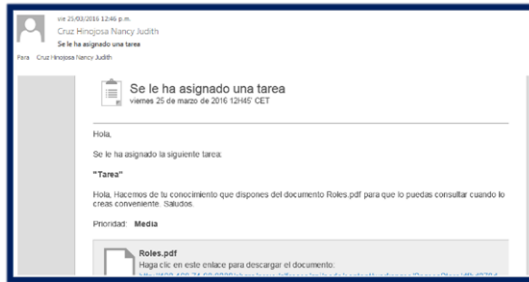 vie 25/03/2016 12:46 p.m.
Cruz Hinojosa Nancy Judith
Se le ha asignado una tarea
Para Cruz Hinojosa Nancy Judith
Se le ha asignado una tarea
viernes 25 de marzo de 2016 12H45' CET
Hola,
Se le ha asignado la siguiente tarea:
"Tarea"
Hola, Hacemos de tu conocimiento que dispones del documento Roles.pdf para que lo puedas consultar cuando lo
creas conveniente. Saludos.
Prioridad: Media
Roles.pdf
Haga clic en este enlace para descargar el documento: